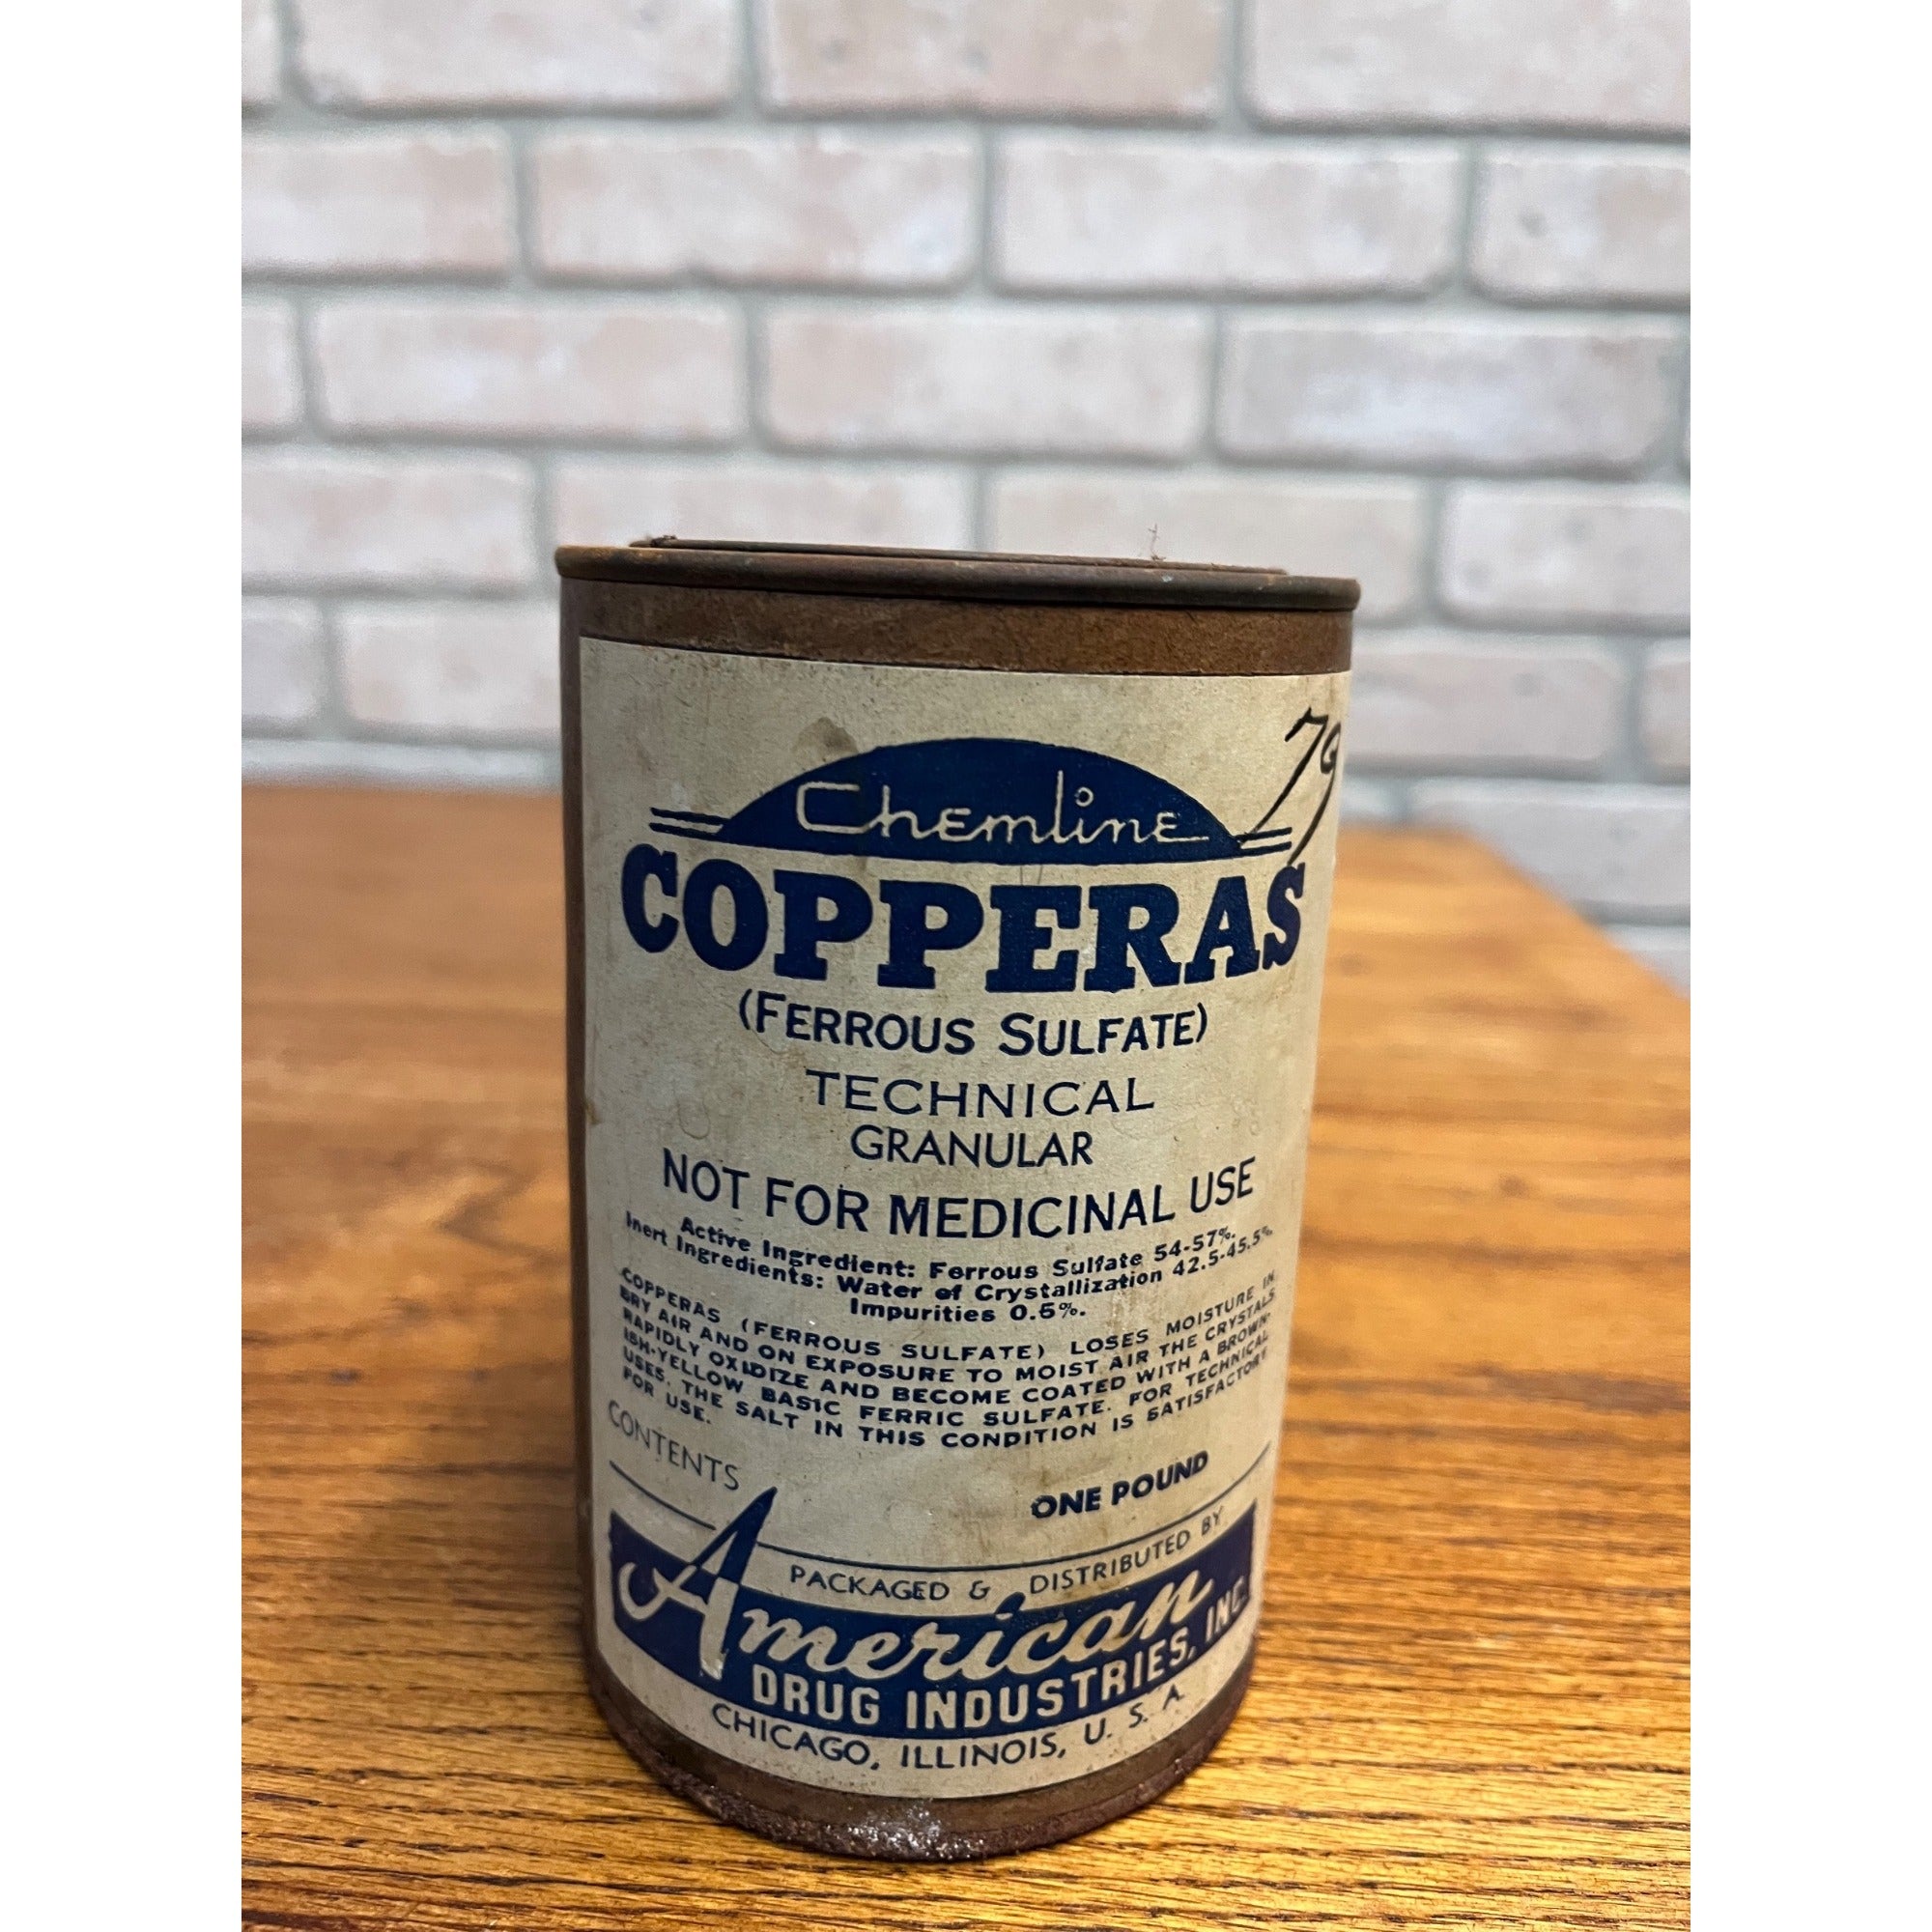 79
Chemline
COPPERAS
(FERROUS SULFATE)
TECHNICAL
GRANULAR
NOT FOR MEDICINAL USE
Active Ingredient: Ferrous Sulfate 54-57%.
Inert Ingredients: Water of Crystallization 42.5-45.5%.
Impurities 0.5%.
COPPERAS (FERROUS SULFATE) LOSES MOISTURE IN
DRY AIR AND ON EXPOSURE TO MOIST AIR THE CRYSTALS
RAPIDLY OXIDIZE AND BECOME COATED WITH A BROWN-
ISH-YELLOW BASIC FERRIC SULFATE. FOR TECHNICAL
USES, THE SALT IN THIS CONDITION IS SATISFACTORY
FOR USE.
CONTENTS ONE POUND
PACKAGED & DISTRIBUTED BY
American
DRUG INDUSTRIES, INC.
CHICAGO, ILLINOIS, U. S. A.